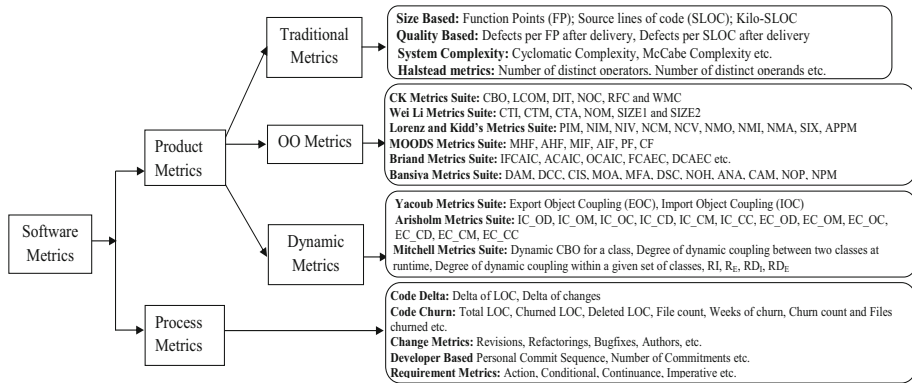 Software
Metrics
Product
Metrics
Process
Metrics
Traditional
Metrics
OO Metrics
Dynamic
Metrics
Size Based: Function Points (FP); Source lines of code (SLOC); Kilo-SLOC
Quality Based: Defects per FP after delivery, Defects per SLOC after delivery
System Complexity: Cyclomatic Complexity, McCabe Complexity etc.
Halstead metrics: Number of distinct operators, Number of distinct operands etc.
CK Metrics Suite: CBO, LCOM, DIT, NOC, RFC and WMC
Wei Li Metrics Suite: CTI, CTM, CTA, NOM, SIZE1 and SIZE2
Lorenz and Kidd's Metrics Suite: PIM, NIM, NIV, NCM, NCV, NMO, NMI, NMA, SIX, APPM
MOODS Metrics Suite: MHF, AHF, MIF, AIF, PF, CF
Briand Metrics Suite: IFCAIC, ACAIC, OCAIC, FCAEC, DCAEC etc.
Bansiya Metrics Suite: DAM, DCC, CIS, MOA, MFA, DSC, NOH, ANA, CAM, NOP, NPM
Yacoub Metrics Suite: Export Object Coupling (EOC), Import Object Coupling (IOC)
Arisholm Metrics Suite: IC_OD, IC_OM, IC_OC, IC_CD, IC_CM, IC_CC, EC_OD, EC_OM, EC_OC,
EC_CD, EC_CM, EC_CC
Mitchell Metrics Suite: Dynamic CBO for a class, Degree of dynamic coupling between two classes at
runtime, Degree of dynamic coupling within a given set of classes, RI, R_E, RD_I, RD_E
Code Delta: Delta of LOC, Delta of changes
Code Churn: Total LOC, Churned LOC, Deleted LOC, File count, Weeks of churn, Churn count and Files
churned etc.
Change Metrics: Revisions, Refactorings, Bugfixes, Authors, etc.
Developer Based Personal Commit Sequence, Number of Commitments etc.
Requirement Metrics: Action, Conditional, Continuance, Imperative etc.